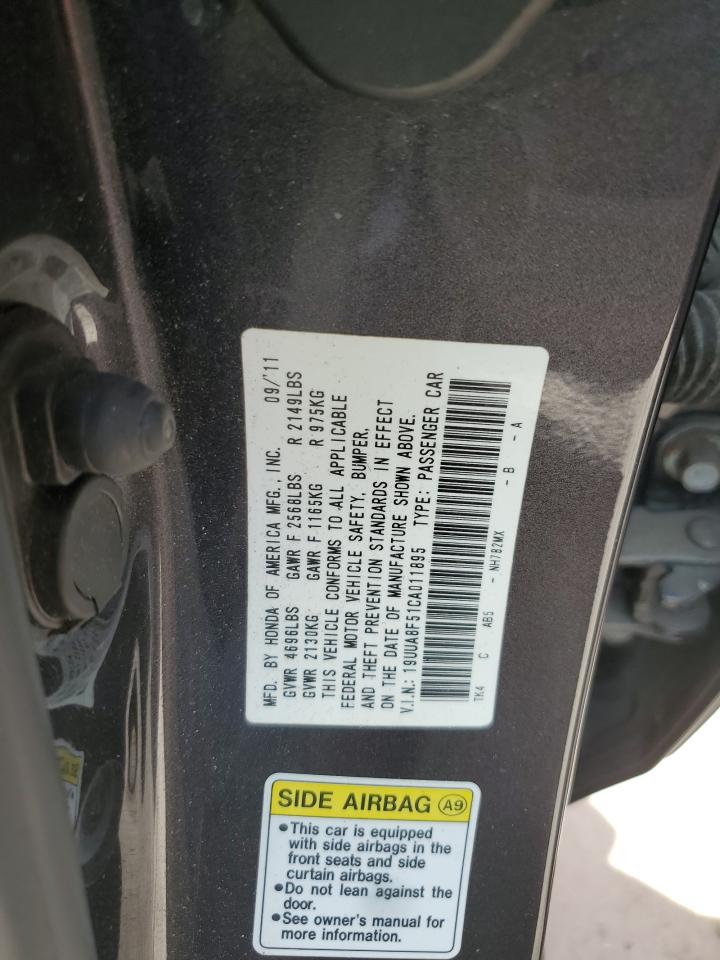 MFD. BY HONDA OF AMERICA MFG., INC. 09/'11
GVWR 4696LBS GAWR F 2568LBS R 2149LBS
GVWR 2130KG GAWR F 1165KG R 975KG
THIS VEHICLE CONFORMS TO ALL APPLICABLE
FEDERAL MOTOR VEHICLE SAFETY, BUMPER,
AND THEFT PREVENTION STANDARDS IN EFFECT
ON THE DATE OF MANUFACTURE SHOWN ABOVE.
V.I.N.: 19UUA8F51CA011895 TYPE: PASSENGER CAR
TK4 C AB5 - NH782MX - B - A
SIDE AIRBAG A9
•This car is equipped
with side airbags in the
front seats and side
curtain airbags.
•Do not lean against the
door.
•See owner's manual for
more information.